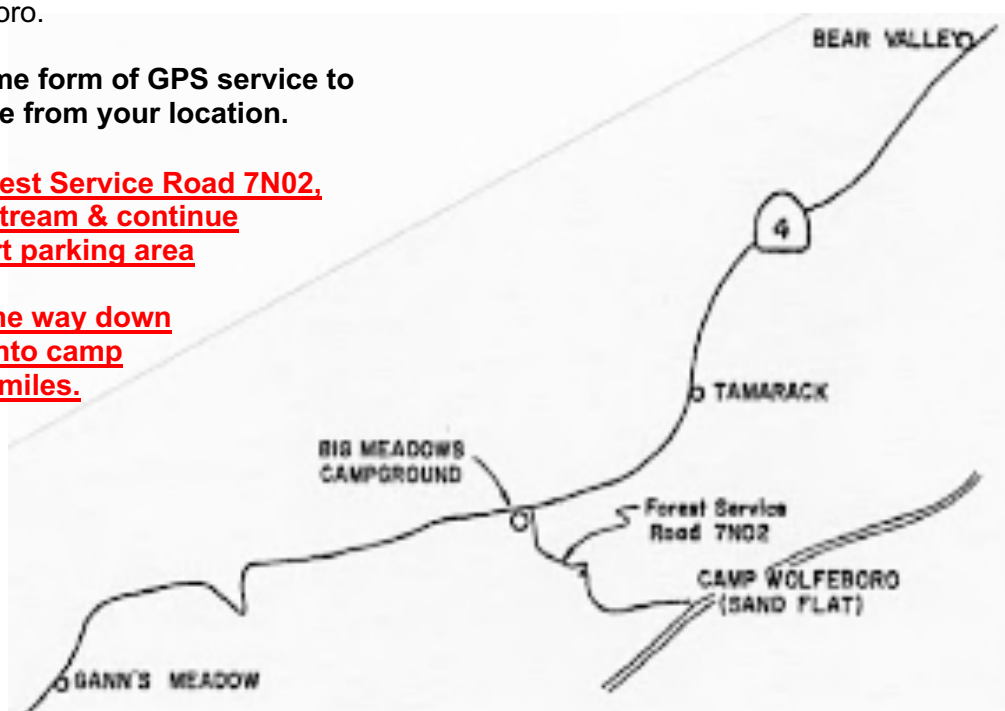 oro.
me form of GPS service to
e from your location.
est Service Road 7N02,
tream & continue
rt parking area
ne way down
nto camp
miles.
BEAR VALLEY
4
TAMARACK
BIG MEADOWS
CAMPGROUND
Forest Service
Road 7N02
CAMP WOLFEBORO
(SAND FLAT)
GANN'S MEADOW